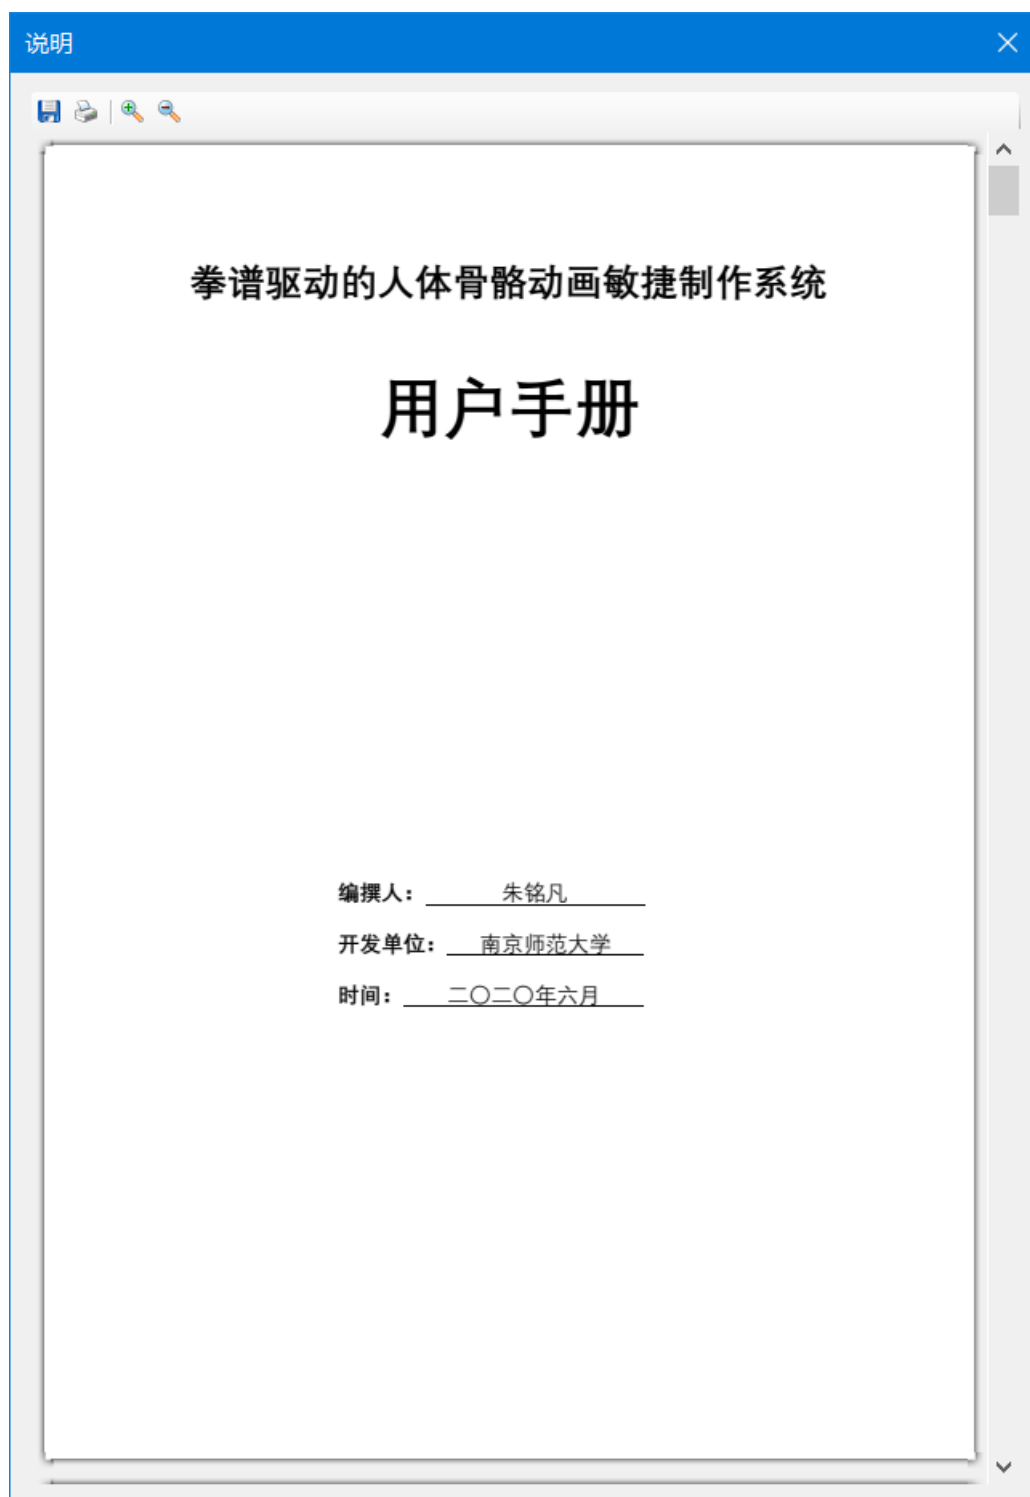 说明
拳谱驱动的人体骨骼动画敏捷制作系统
用户手册
编撰人：朱铭凡
开发单位：南京师范大学
时间：二〇二〇年六月